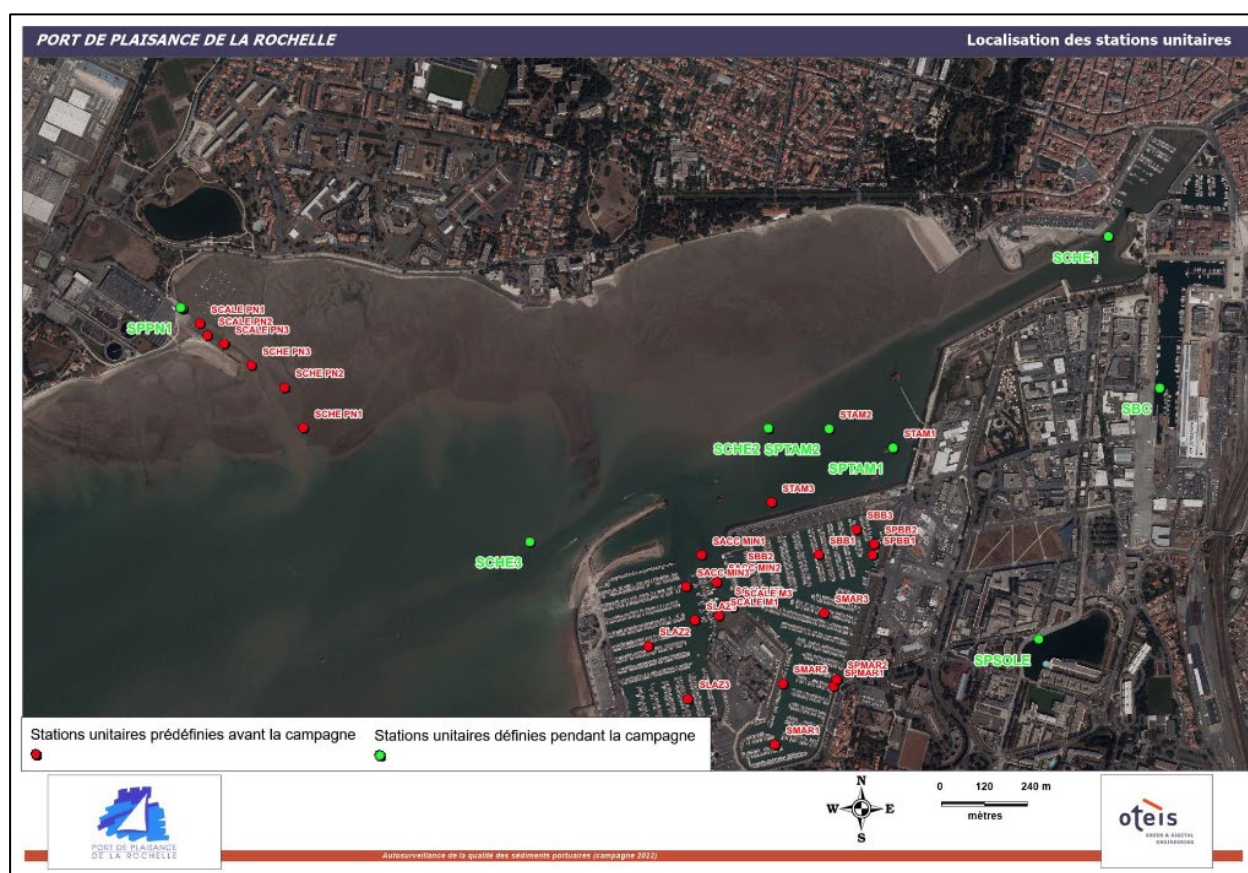 PORT DE PLAISANCE DE LA ROCHELLE
Localisation des stations unitaires
SCHE1
SPPN1
SCALE PN1
SCALE PN2
SCALE PN3
SCHE PN3
SCHE PN2
SCHE PN1
SBC
STAM2
SCHE2
SPTAM2
STAM1
SPTAM1
STAM3
SCHE3
SBB3
SPBB2
SPBB1
SACC MIN1
SBB2
SBB1
SACC MIN2
SACC MIN3
SCALE M3
SCALE M1
SLAZ1
SMAR3
SLAZ2
SPSOLE
SMAR2
SPMAR2
SPMAR1
SLAZ3
SMAR1
Stations unitaires prédéfinies avant la campagne
Stations unitaires définies pendant la campagne
PORT DE PLAISANCE
DE LA ROCHELLE
N
W E
S
0 120 240 m
mètres
oteis
GREEN & DIGITAL
ENGINEERING
Autosurveillance de la qualité des sédiments portuaires (campagne 2022)